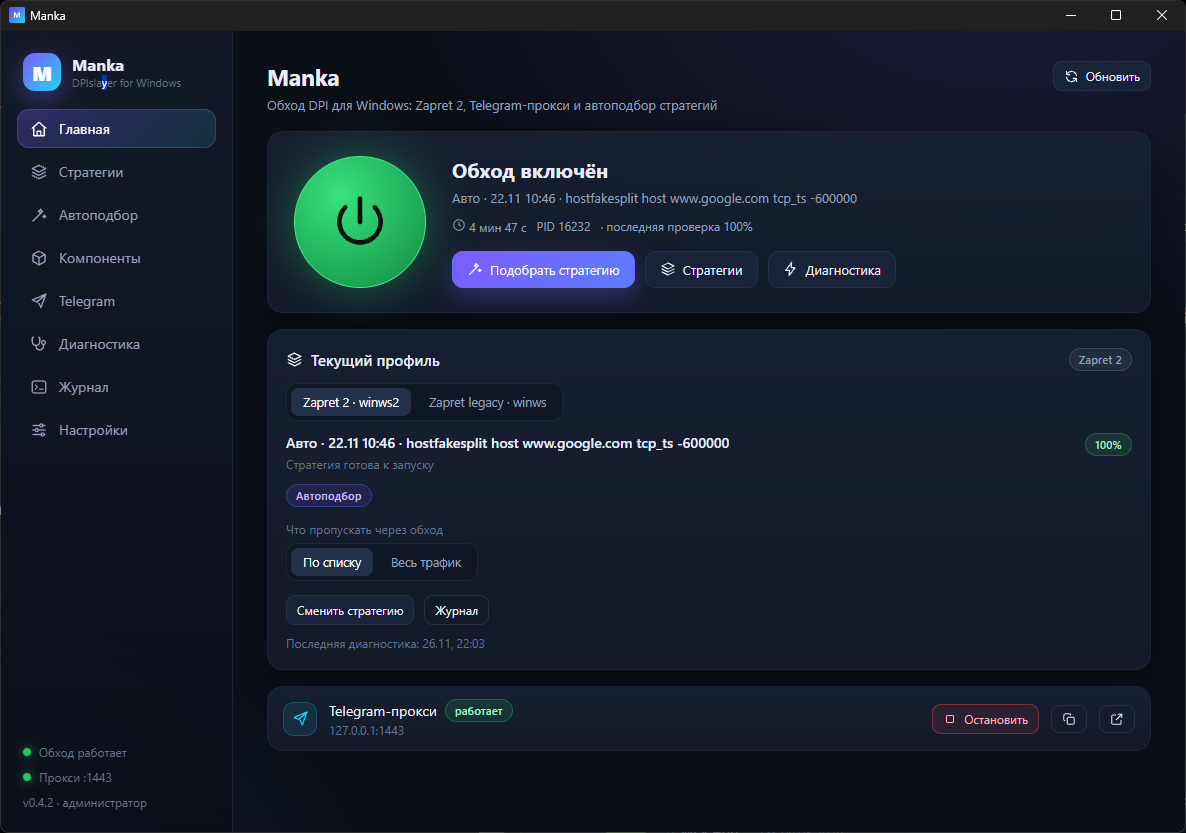 M Manka
M
Manka
DPIslayer for Windows
Главная
Стратегии
Автоподбор
Компоненты
Telegram
Диагностика
Журнал
Настройки
Обход работает
Прокси :1443
v0.4.2 · администратор
Manka
Обновить
Обход DPI для Windows: Zapret 2, Telegram-прокси и автоподбор стратегий
Обход включён
Авто · 22.11 10:46 · hostfakesplit host www.google.com tcp_ts -600000
4 мин 47 с PID 16232 · последняя проверка 100%
Подобрать стратегию Стратегии Диагностика
Текущий профиль Zapret 2
Zapret 2 · winws2 Zapret legacy · winws
Авто · 22.11 10:46 · hostfakesplit host www.google.com tcp_ts -600000 100%
Стратегия готова к запуску
Автоподбор
Что пропускать через обход
По списку Весь трафик
Сменить стратегию Журнал
Последняя диагностика: 26.11, 22:03
Telegram-прокси работает
127.0.0.1:1443
Остановить